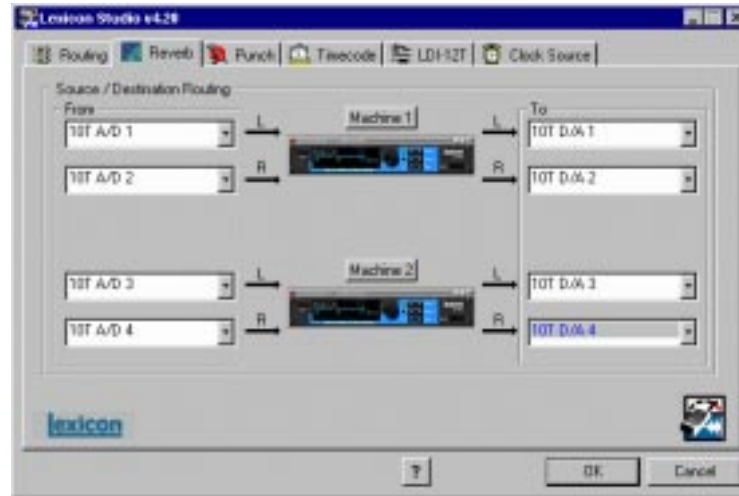 Lexicon Studio v4.20
Routing Reverb Punch Timecode LDI-12T Clock Source
Source / Destination Routing
From To
L Machine 1 L
10T A/D 1 10T D/A 1
R R
10T A/D 2 10T D/A 2
L Machine 2 L
10T A/D 3 10T D/A 3
R R
10T A/D 4 10T D/A 4
lexicon
? OK Cancel